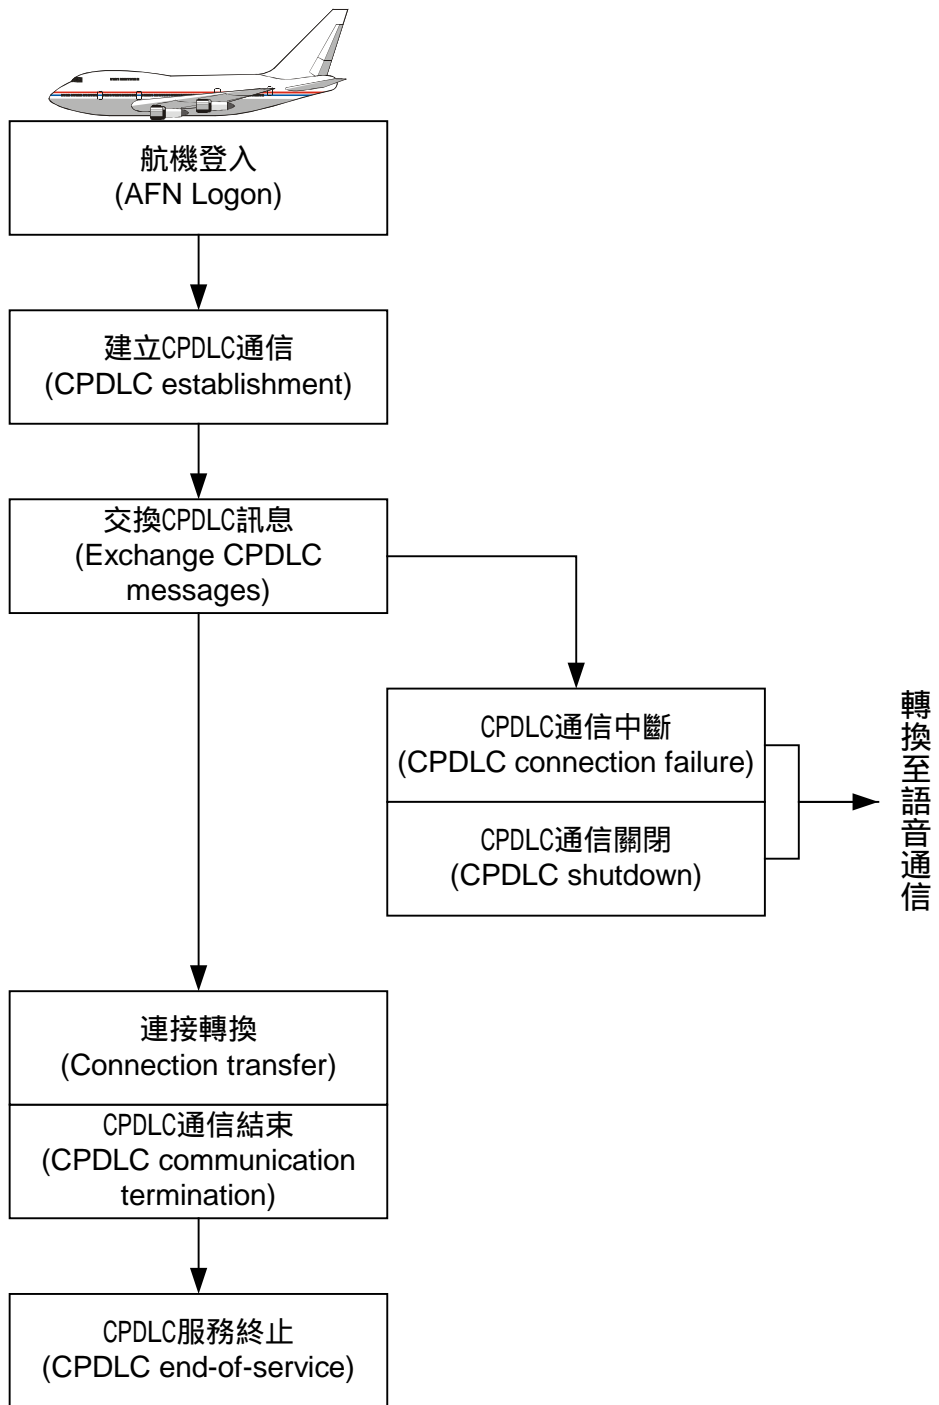 航機登入
(AFN Logon)
建立CPDLC通信
(CPDLC establishment)
交換CPDLC訊息
(Exchange CPDLC
messages)
CPDLC通信中斷
(CPDLC connection failure)
CPDLC通信關閉
(CPDLC shutdown)
轉換至語音通信
連接轉換
(Connection transfer)
CPDLC通信結束
(CPDLC communication
termination)
CPDLC服務終止
(CPDLC end-of-service)